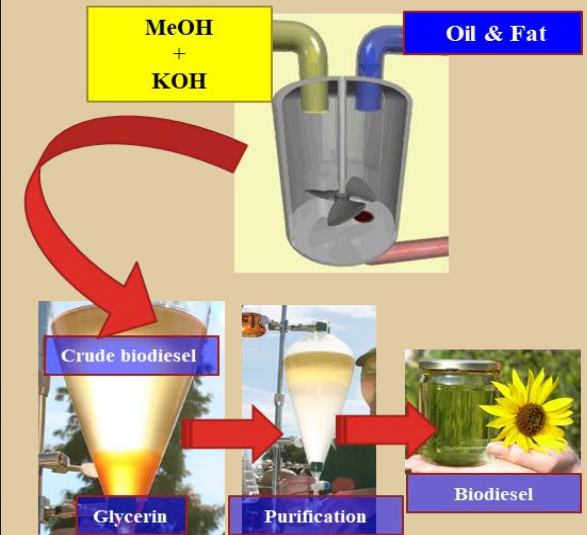 MeOH
+
KOH
Oil & Fat
Crude biodiesel
Glycerin
Purification
Biodiesel